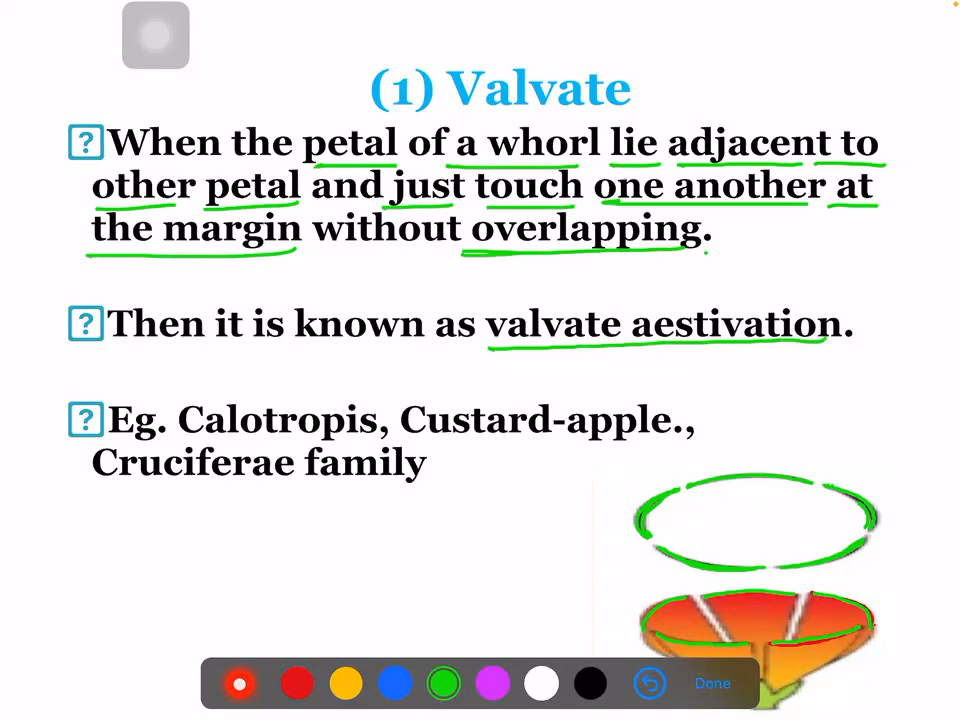 (1) Valvate
?When the petal of a whorl lie adjacent to
other petal and just touch one another at
the margin without overlapping.
?Then it is known as valvate aestivation.
?Eg. Calotropis, Custard-apple.,
Cruciferae family
Done